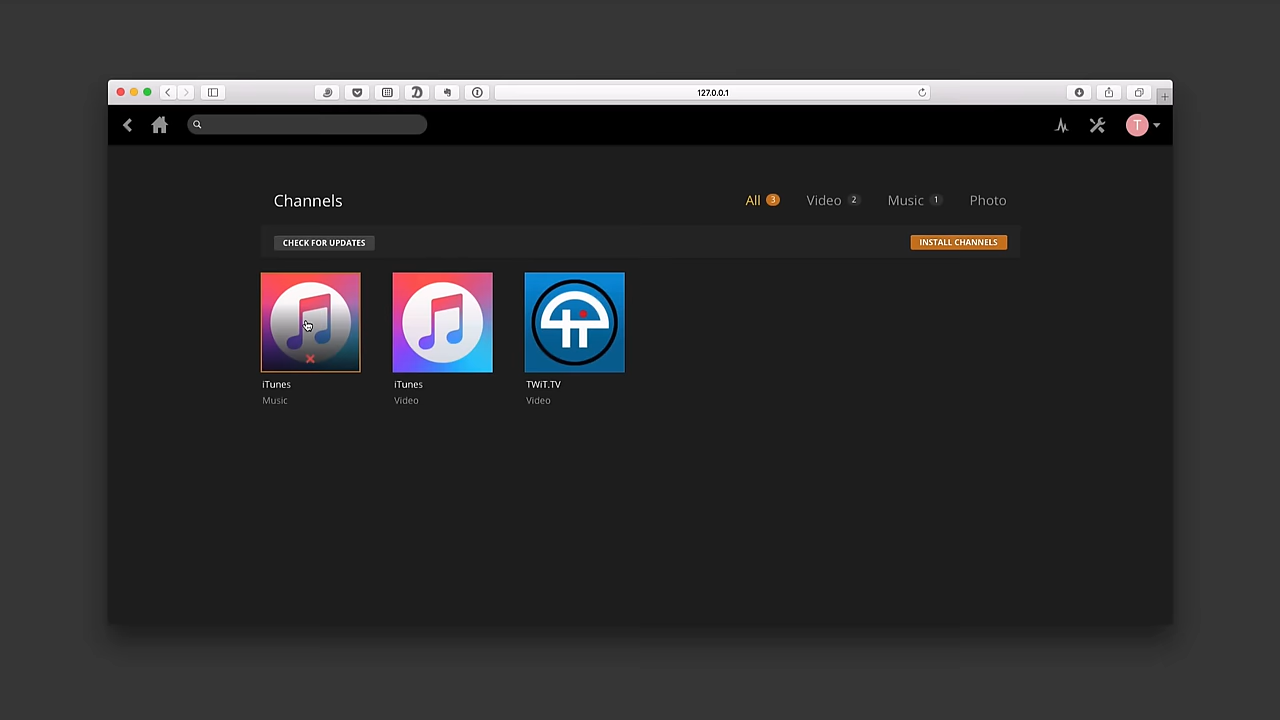 127.0.0.1
T
Channels
All 3 Video 2 Music 1 Photo
CHECK FOR UPDATES
INSTALL CHANNELS
iTunes
Music
iTunes
Video
TWiT.TV
Video